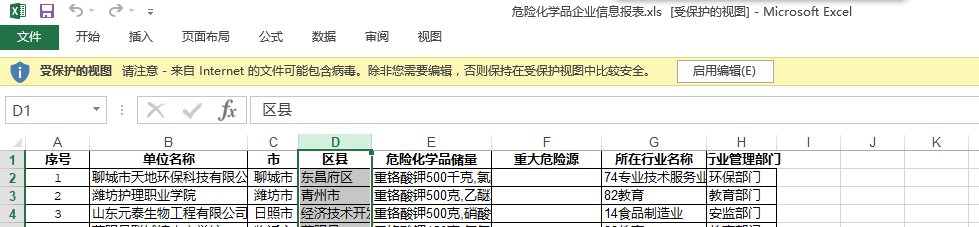 危险化学品企业信息报表.xls [受保护的视图] - Microsoft Excel
文件 开始 插入 页面布局 公式 数据 审阅 视图
受保护的视图 请注意 - 来自 Internet 的文件可能包含病毒。除非您需要编辑，否则保持在受保护视图中比较安全。 启用编辑(E)
D1 fx 区县
A B C D E F G H I J K
1 序号 单位名称 市 区县 危险化学品储量 重大危险源 所在行业名称 行业管理部门
2 1 聊城市天地环保科技有限公 聊城市 东昌府区 重铬酸钾500千克,氯 74专业技术服务业 环保部门
3 2 潍坊护理职业学院 潍坊市 青州市 重铬酸钾500克,乙醚 82教育 教育部门
4 3 山东元泰生物工程有限公司 日照市 经济技术开发 重铬酸钾500克,硝酸 14食品制造业 安监部门